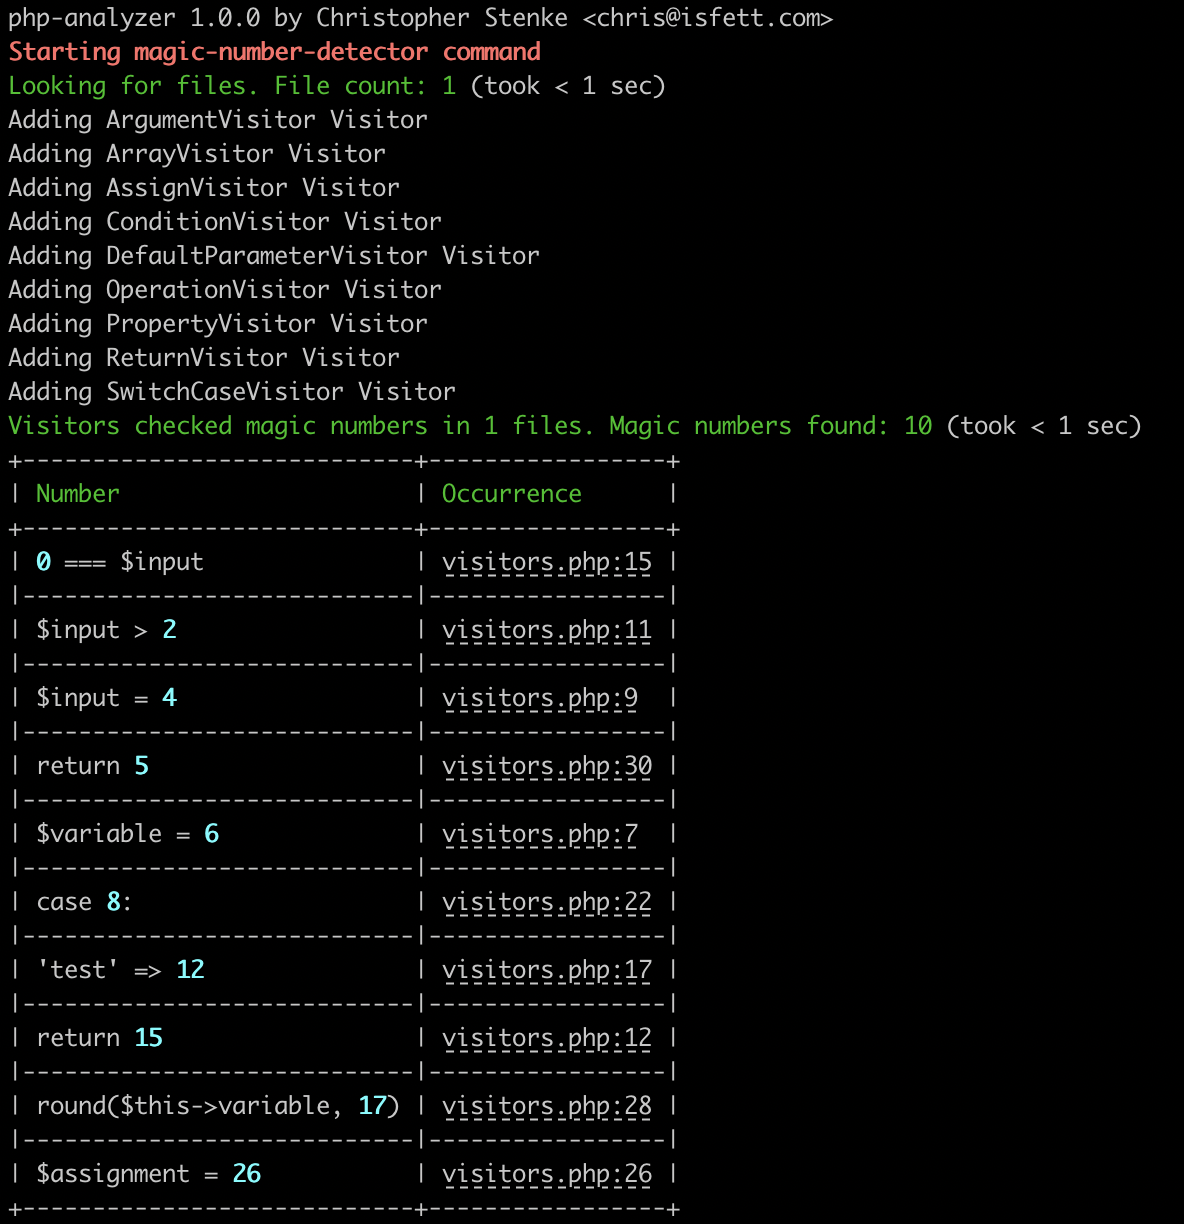 php-analyzer 1.0.0 by Christopher Stenke <chris@isfett.com>
Starting magic-number-detector command
Looking for files. File count: 1 (took < 1 sec)
Adding ArgumentVisitor Visitor
Adding ArrayVisitor Visitor
Adding AssignVisitor Visitor
Adding ConditionVisitor Visitor
Adding DefaultParameterVisitor Visitor
Adding OperationVisitor Visitor
Adding PropertyVisitor Visitor
Adding ReturnVisitor Visitor
Adding SwitchCaseVisitor Visitor
Visitors checked magic numbers in 1 files. Magic numbers found: 10 (took < 1 sec)
+----------------------------+-----------------+
| Number                     | Occurrence      |
+----------------------------+-----------------+
| 0 === $input               | visitors.php:15 |
|----------------------------|-----------------|
| $input > 2                 | visitors.php:11 |
|----------------------------|-----------------|
| $input = 4                 | visitors.php:9  |
|----------------------------|-----------------|
| return 5                   | visitors.php:30 |
|----------------------------|-----------------|
| $variable = 6              | visitors.php:7  |
|----------------------------|-----------------|
| case 8:                    | visitors.php:22 |
|----------------------------|-----------------|
| 'test' => 12               | visitors.php:17 |
|----------------------------|-----------------|
| return 15                  | visitors.php:12 |
|----------------------------|-----------------|
| round($this->variable, 17) | visitors.php:28 |
|----------------------------|-----------------|
| $assignment = 26           | visitors.php:26 |
+----------------------------+-----------------+